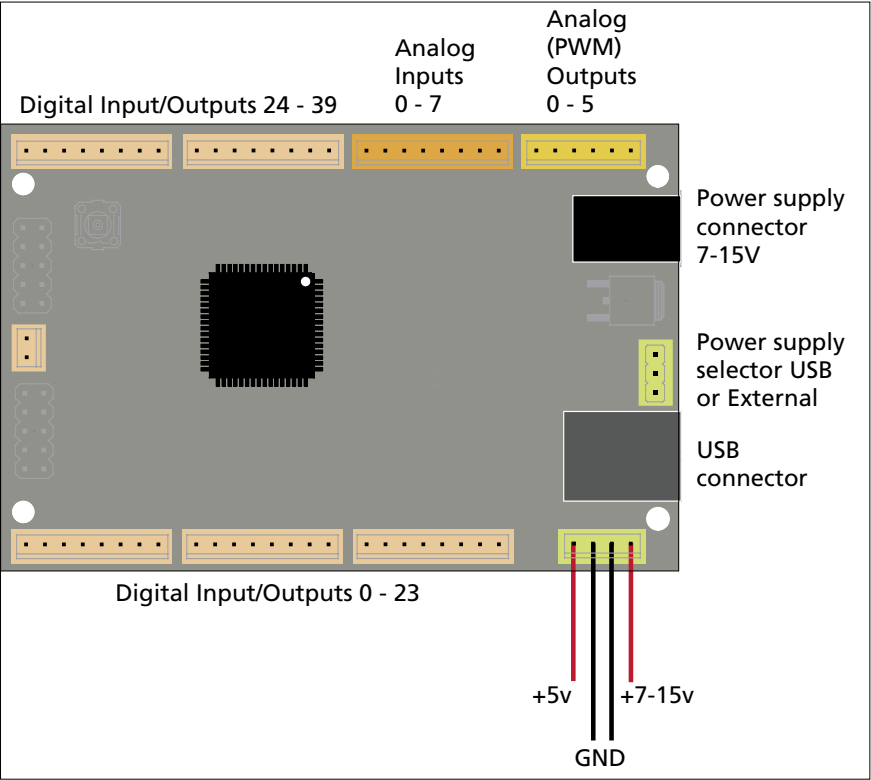 Digital Input/Outputs 24 - 39
Analog
Inputs
0 - 7
Analog
(PWM)
Outputs
0 - 5
Power supply
connector
7-15V
Power supply
selector USB
or External
USB
connector
Digital Input/Outputs 0 - 23
+5v
+7-15v
GND